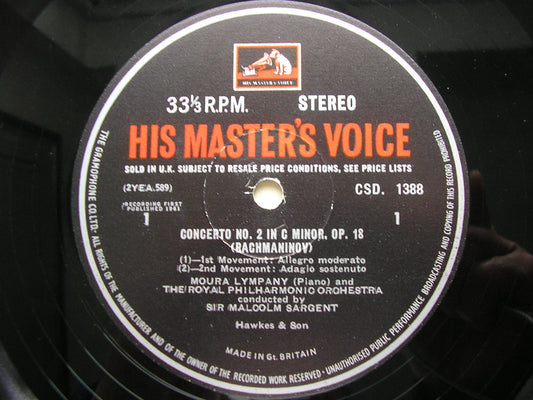 HIS MASTER'S VOICE
33⅓ R.P.M. STEREO
HIS MASTER'S VOICE
SOLD IN U.K. SUBJECT TO RESALE PRICE CONDITIONS, SEE PRICE LISTS
(2YEA.589) CSD. 1388
RECORDING FIRST
PUBLISHED 1961
1 1
CONCERTO NO. 2 IN C MINOR, OP. 18
(RACHMANINOV)
(1)—1st Movement: Allegro moderato
(2)—2nd Movement: Adagio sostenuto
MOURA LYMPANY (Piano) and
THE ROYAL PHILHARMONIC ORCHESTRA
conducted by
SIR MALCOLM SARGENT
Hawkes & Son
MADE IN GT. BRITAIN
THE GRAMOPHONE CO. LTD. - ALL RIGHTS OF THE MANUFACTURER AND OF THE OWNER OF THE RECORDED WORK RESERVED - UNAUTHORISED PUBLIC PERFORMANCE BROADCASTING AND COPYING OF THIS RECORD PROHIBITED